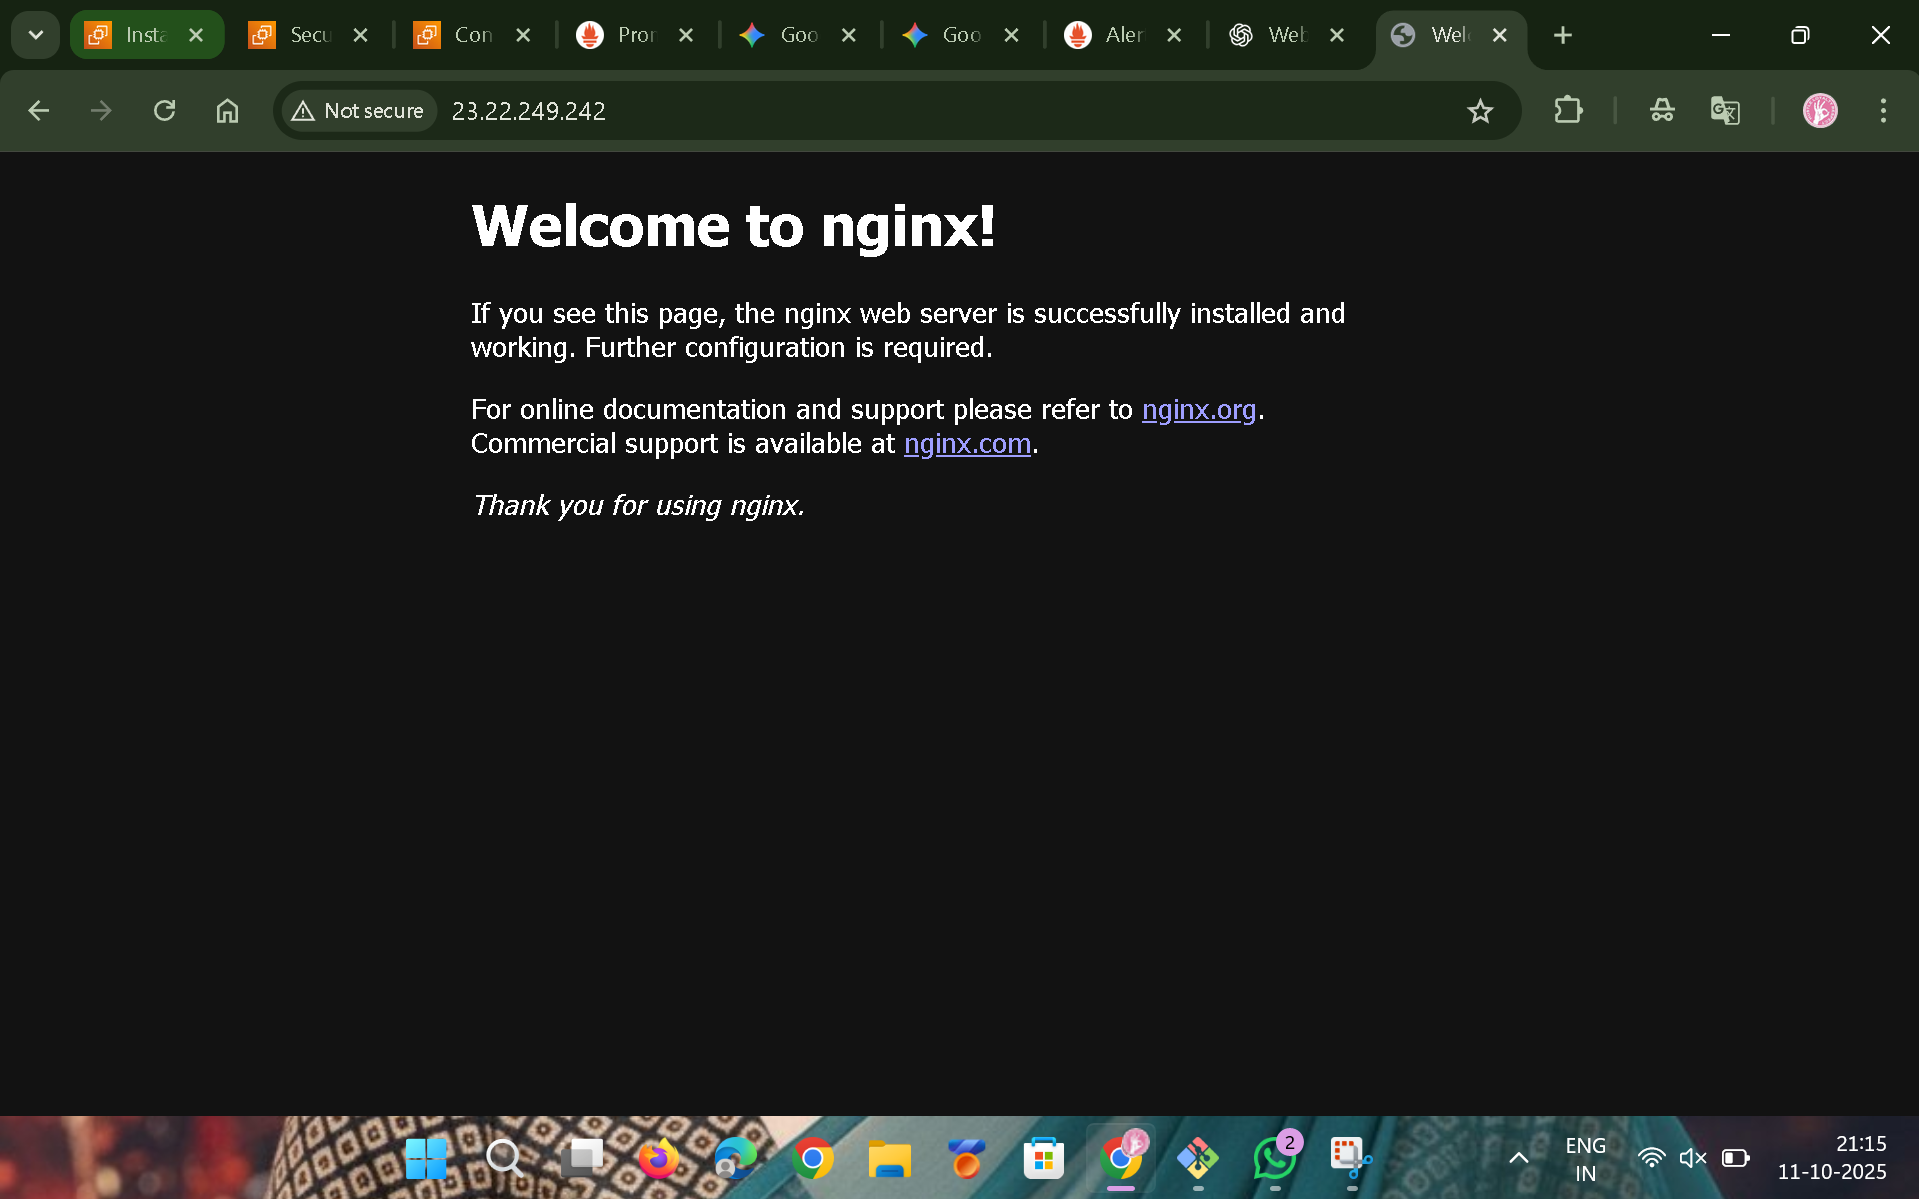 Insta
Secu
Con
Pror
Goo
Goo
Aler
Web
Wel
Not secure
23.22.249.242
Welcome to nginx!
If you see this page, the nginx web server is successfully installed and
working. Further configuration is required.
For online documentation and support please refer to nginx.org.
Commercial support is available at nginx.com.
Thank you for using nginx.
2
ENG
IN
21:15
11-10-2025